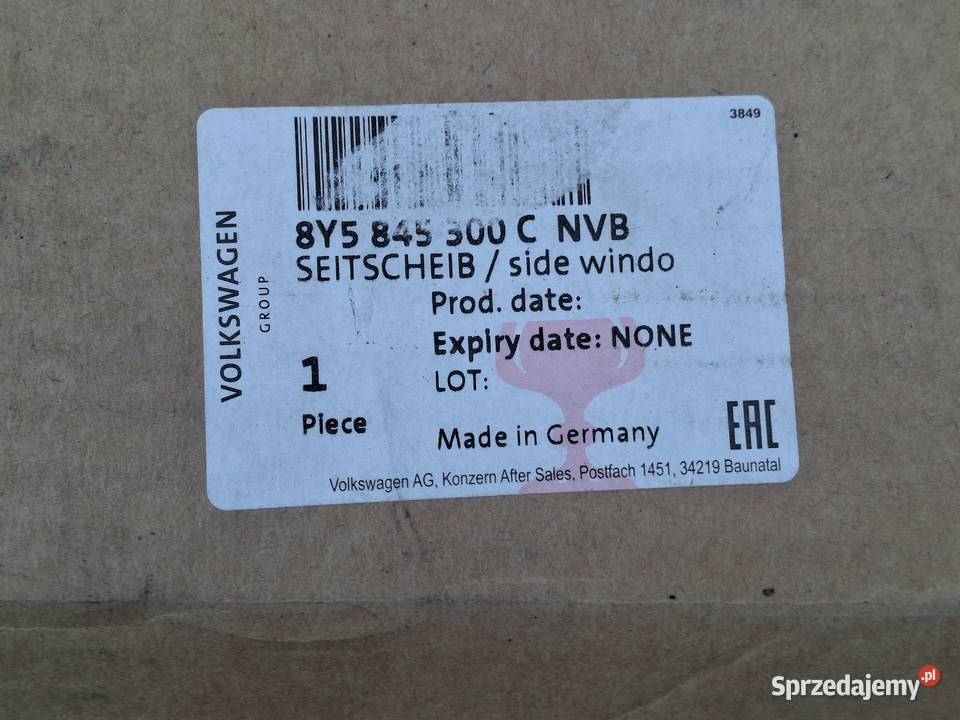 3849
8Y5 845 300 C NVB
SEITSCHEIB / side windo
Prod. date:
Expiry date: NONE
LOT:
1
Piece
Made in Germany
EAC
Volkswagen AG, Konzern After Sales, Postfach 1451, 34219 Baunatal
VOLKSWAGEN
GROUP
Sprzedajemy.pl